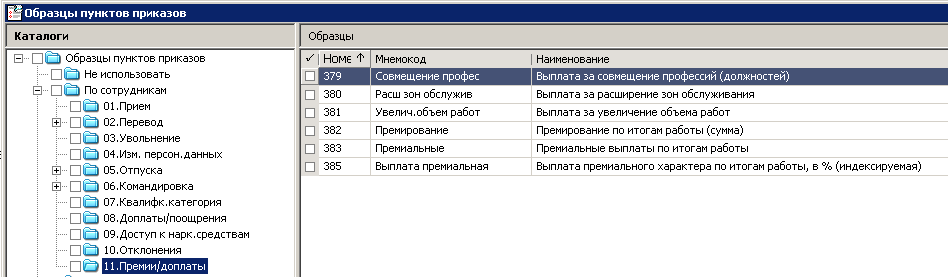 Образцы пунктов приказов
Каталоги
Образцы пунктов приказов
Не использовать
По сотрудникам
01.Прием
02.Перевод
03.Увольнение
04.Изм. персон.данных
05.Отпуска
06.Командировка
07.Квалифк.категория
08.Доплаты/поощрения
09.Доступ к нарк.средствам
10.Отклонения
11.Премии/доплаты
Образцы
Номе Мнемокод Наименование
379 Совмещение профес Выплата за совмещение профессий (должностей)
380 Расш зон обслужив Выплата за расширение зон обслуживания
381 Увелич.объем работ Выплата за увеличение объема работ
382 Премирование Премирование по итогам работы (сумма)
383 Премиальные Премиальные выплаты по итогам работы
385 Выплата премиальная Выплата премиального характера по итогам работы, в % (индексируемая)